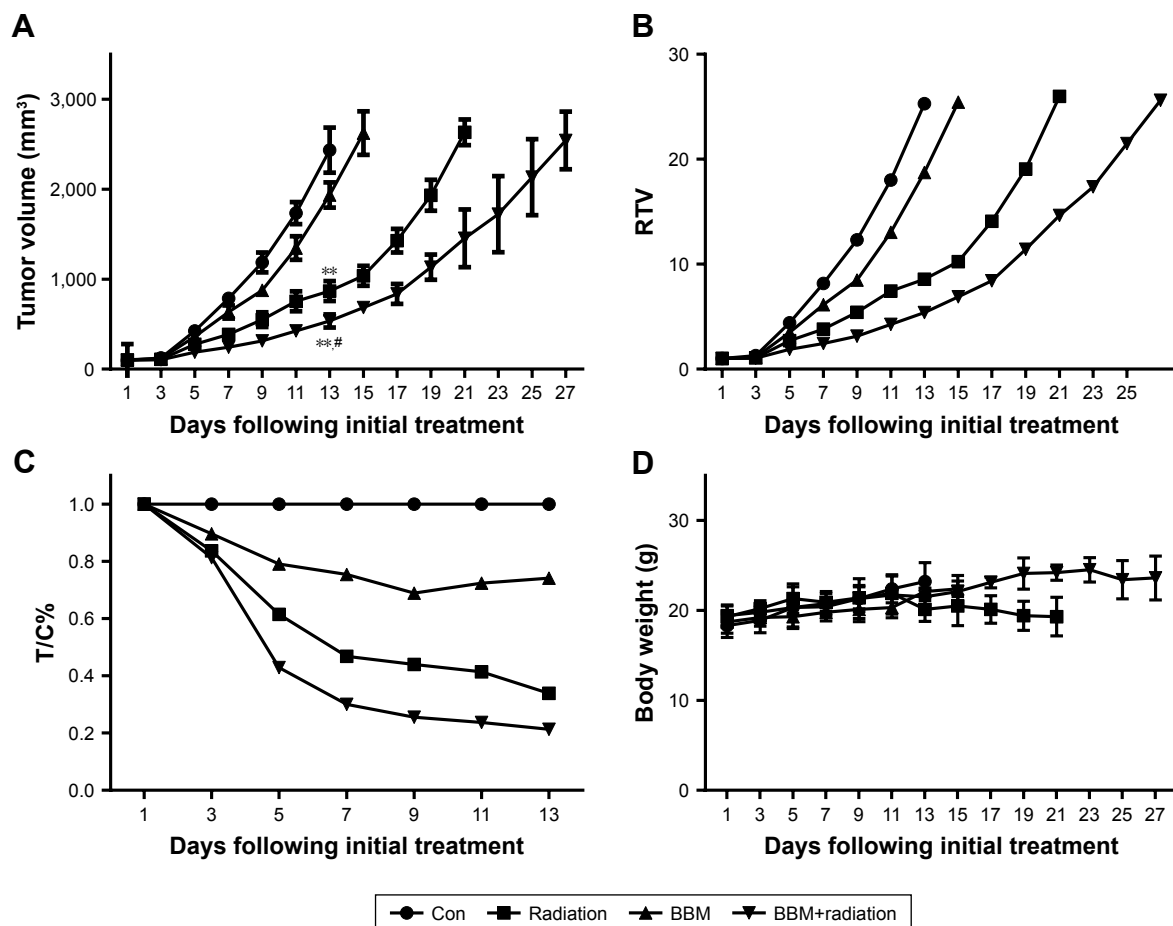 A
Tumor volume (mm³)
3,000
2,000
1,000
0
**
**,#
1 3 5 7 9 11 13 15 17 19 21 23 25 27
Days following initial treatment
B
RTV
30
20
10
0
1 3 5 7 9 11 13 15 17 19 21 23 25
Days following initial treatment
C
T/C%
1.0
0.8
0.6
0.4
0.2
0.0
1 3 5 7 9 11 13
Days following initial treatment
D
Body weight (g)
30
20
10
0
1 3 5 7 9 11 13 15 17 19 21 23 25 27
Days following initial treatment
Con Radiation BBM BBM+radiation